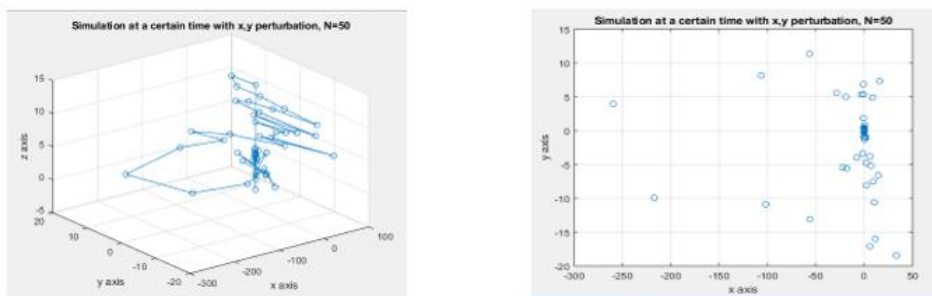 Simulation at a certain time with x,y perturbation, N=50
15
10
5
0
-5
z axis
20
10
0
-10
-20
y axis
-300
-200
-100
0
100
x axis
Simulation at a certain time with x,y perturbation, N=50
15
10
5
0
-5
-10
-15
-20
y axis
-300 -250 -200 -150 -100 -50 0 50
x axis